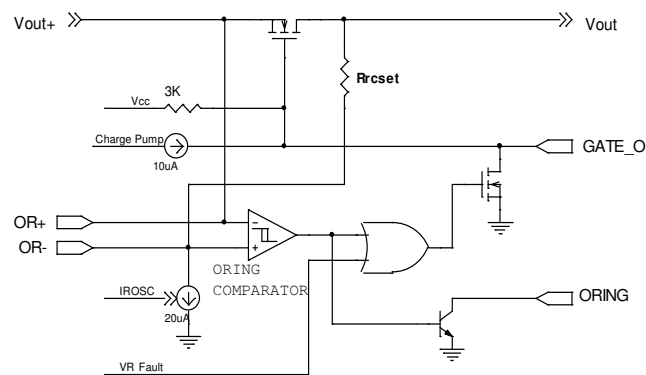 Vout+
Vout
Rrcset
3K
Vcc
Charge Pump
10uA
GATE_O
OR+
-
OR-
+
ORING
COMPARATOR
IROSC
20uA
ORING
VR Fault